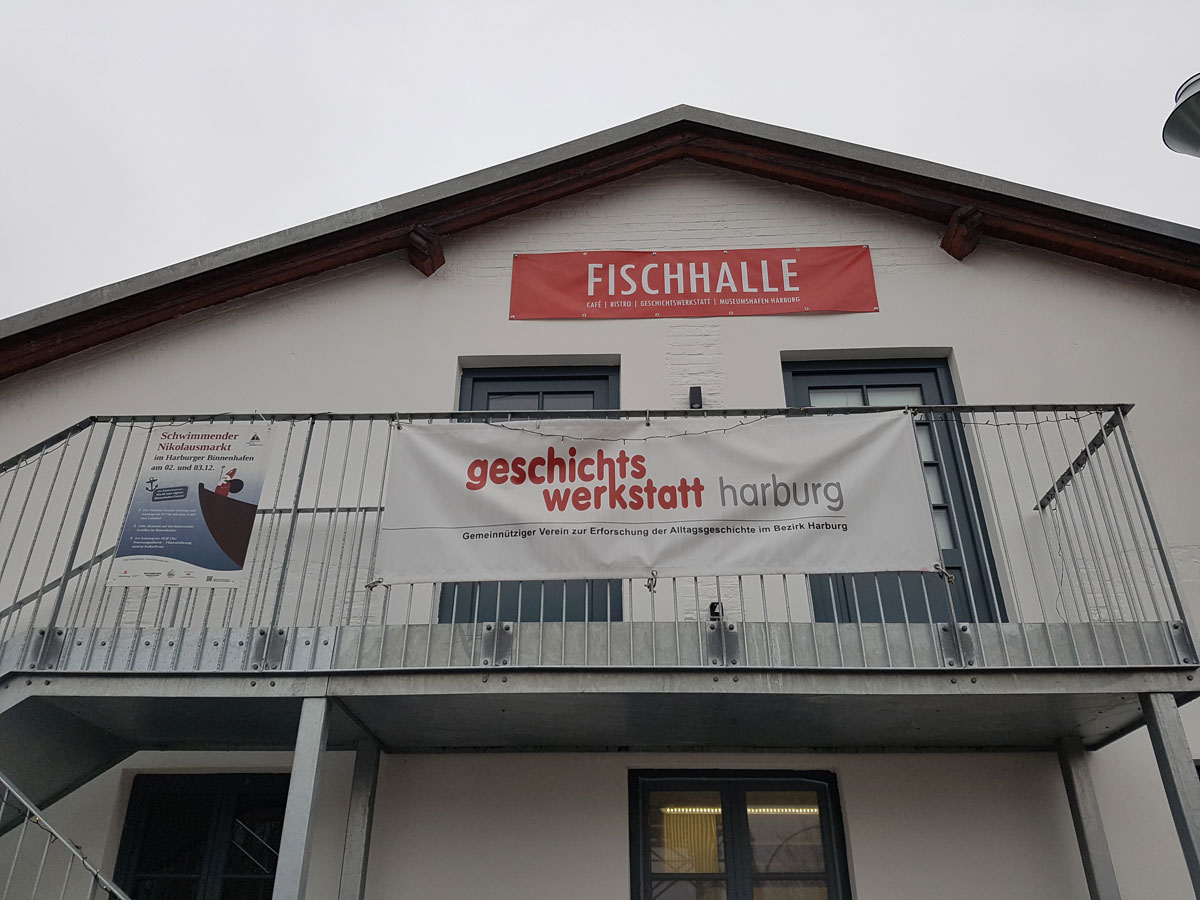 FISCHHALLE
CAFÉ | BISTRO | GESCHICHTSWERKSTATT | MUSEUMSHAFEN HARBURG
Schwimmender
Nikolausmarkt
im Harburger Binnenhafen
am 02. und 03.12.
geschichts
werkstatt harburg
Gemeinnütziger Verein zur Erforschung der Alltagsgeschichte im Bezirk Harburg